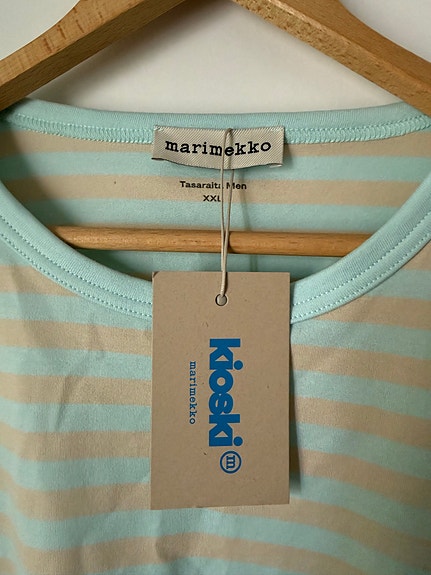 marimekko
Tasaraita Men
XXL
kioski
marimekko
m